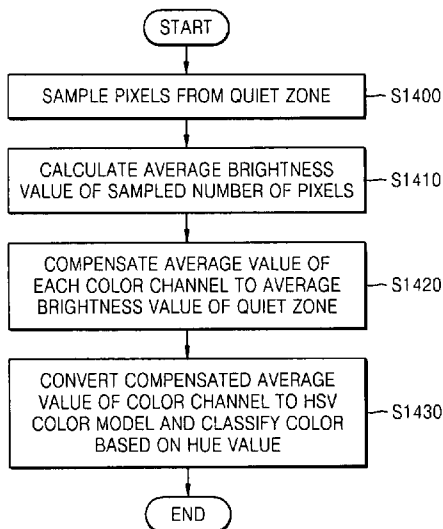 START
SAMPLE PIXELS FROM QUIET ZONE
S1400
CALCULATE AVERAGE BRIGHTNESS
VALUE OF SAMPLED NUMBER OF PIXELS
S1410
COMPENSATE AVERAGE VALUE OF
EACH COLOR CHANNEL TO AVERAGE
BRIGHTNESS VALUE OF QUIET ZONE
S1420
CONVERT COMPENSATED AVERAGE
VALUE OF COLOR CHANNEL TO HSV
COLOR MODEL AND CLASSIFY COLOR
BASED ON HUE VALUE
S1430
END